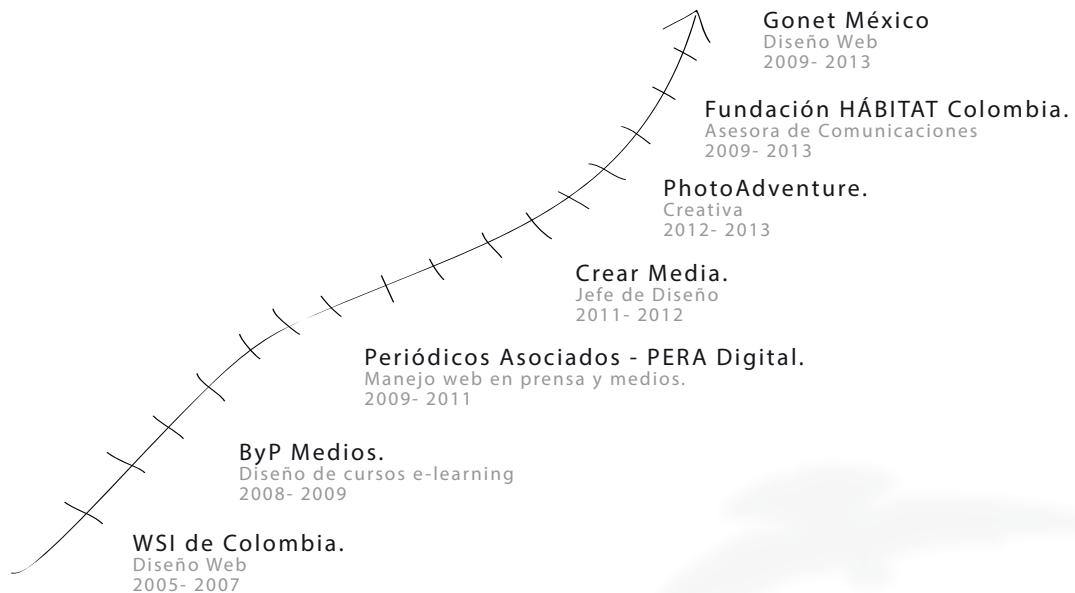 Gonet México
Diseño Web
2009- 2013
Fundación HÁBITAT Colombia.
Asesora de Comunicaciones
2009- 2013
PhotoAdventure.
Creativa
2012- 2013
Crear Media.
Jefe de Diseño
2011- 2012
Periódicos Asociados - PERA Digital.
Manejo web en prensa y medios.
2009- 2011
ByP Medios.
Diseño de cursos e-learning
2008- 2009
WSI de Colombia.
Diseño Web
2005- 2007